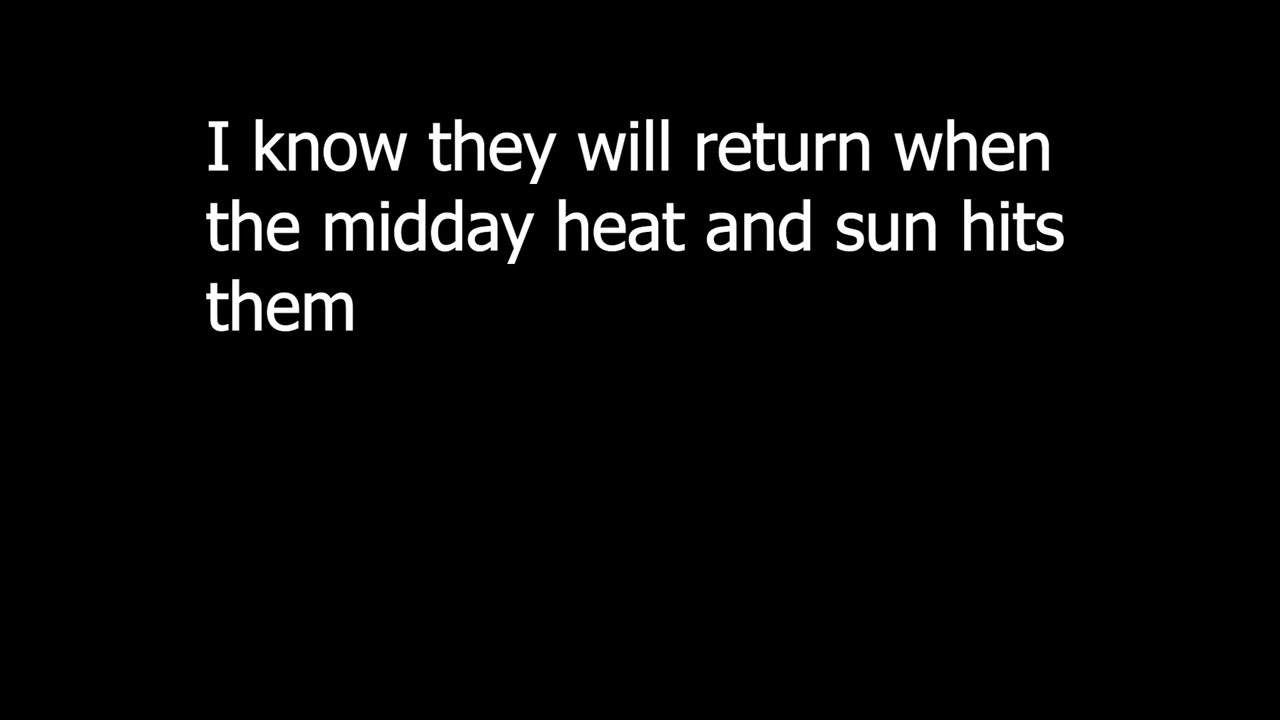 I know they will return when
the midday heat and sun hits
them